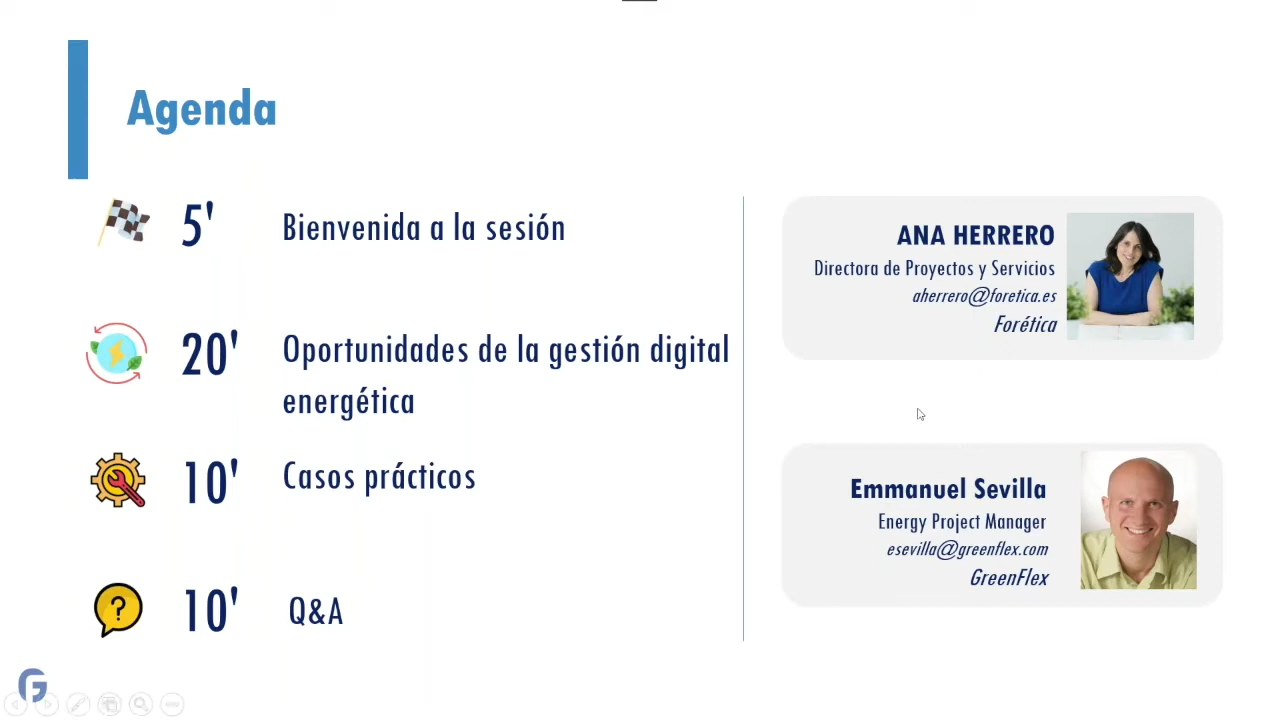 Agenda
5' Bienvenida a la sesión
20' Oportunidades de la gestión digital
energética
10' Casos prácticos
10' Q&A
ANA HERRERO
Directora de Proyectos y Servicios
aherrero@foretica.es
Forética
Emmanuel Sevilla
Energy Project Manager
esevilla@greenflex.com
GreenFlex